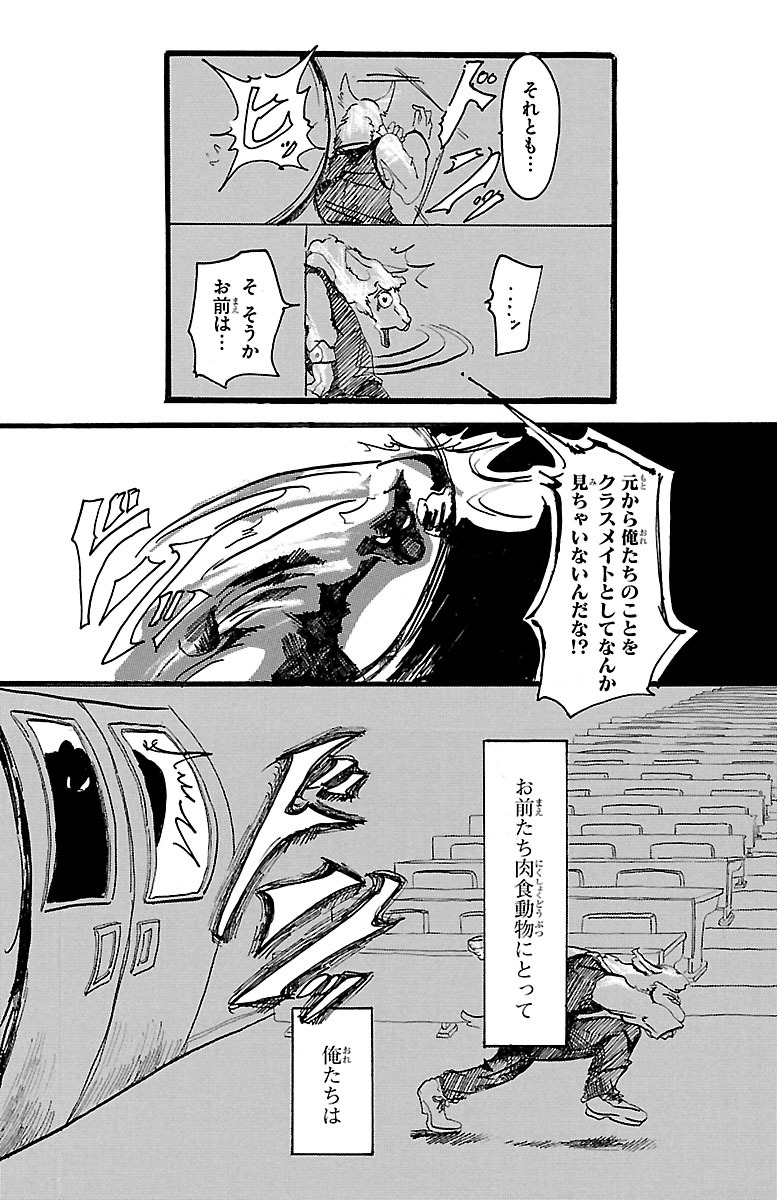 それとも…
ドンッ
ヒッ
‥‥ッ
そ そうか
お前は…
元から俺たちのことを
クラスメイトとしてなんか
見ちゃいないんだな!?
ドンッ
お前たち肉食動物にとって
俺たちは